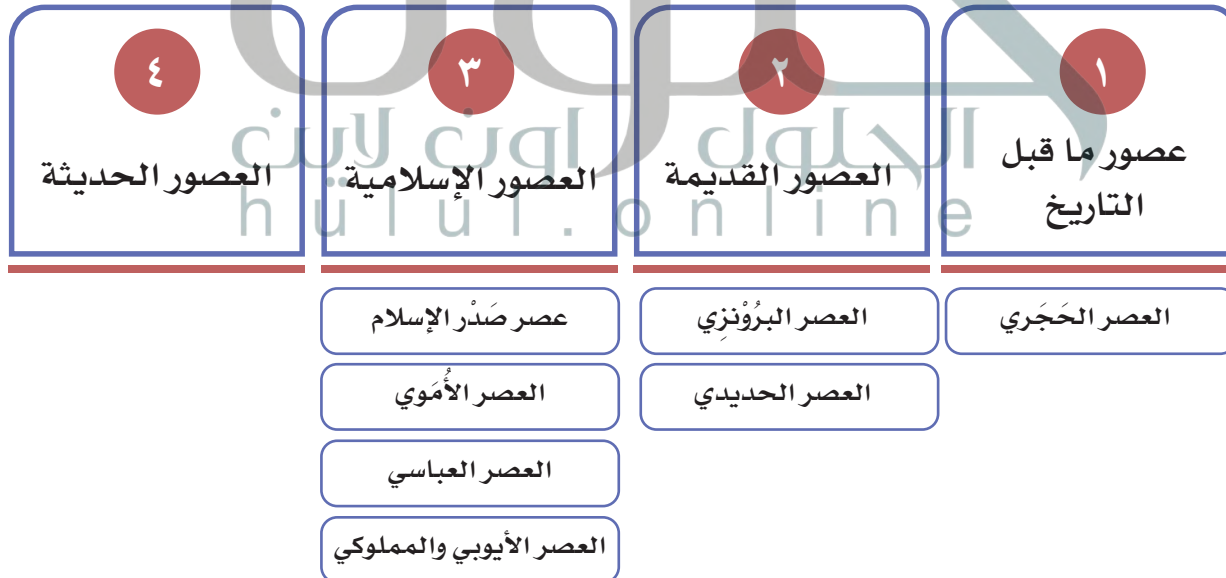 ١
عصور ما قبل
التاريخ
العصر الحَجَري
٢
العصور القديمة
العصر البرُوْنزِي
العصر الحديدي
٣
العصور الإسلامية
عصر صَدْر الإسلام
العصر الأُمَوي
العصر العباسي
العصر الأيوبي والمملوكي
٤
العصور الحديثة
الحلول اون لاين
hulul.online